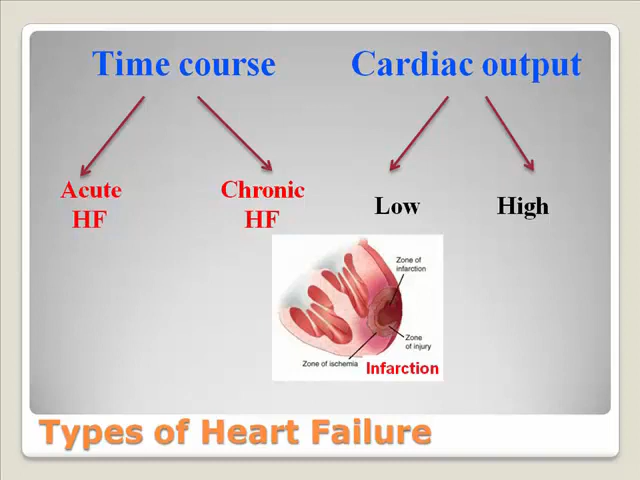 Time course
Cardiac output
Acute
HF
Chronic
HF
Low
High
Zone of
infarction
Zone
of injury
Zone of ischemia
Infarction
Types of Heart Failure